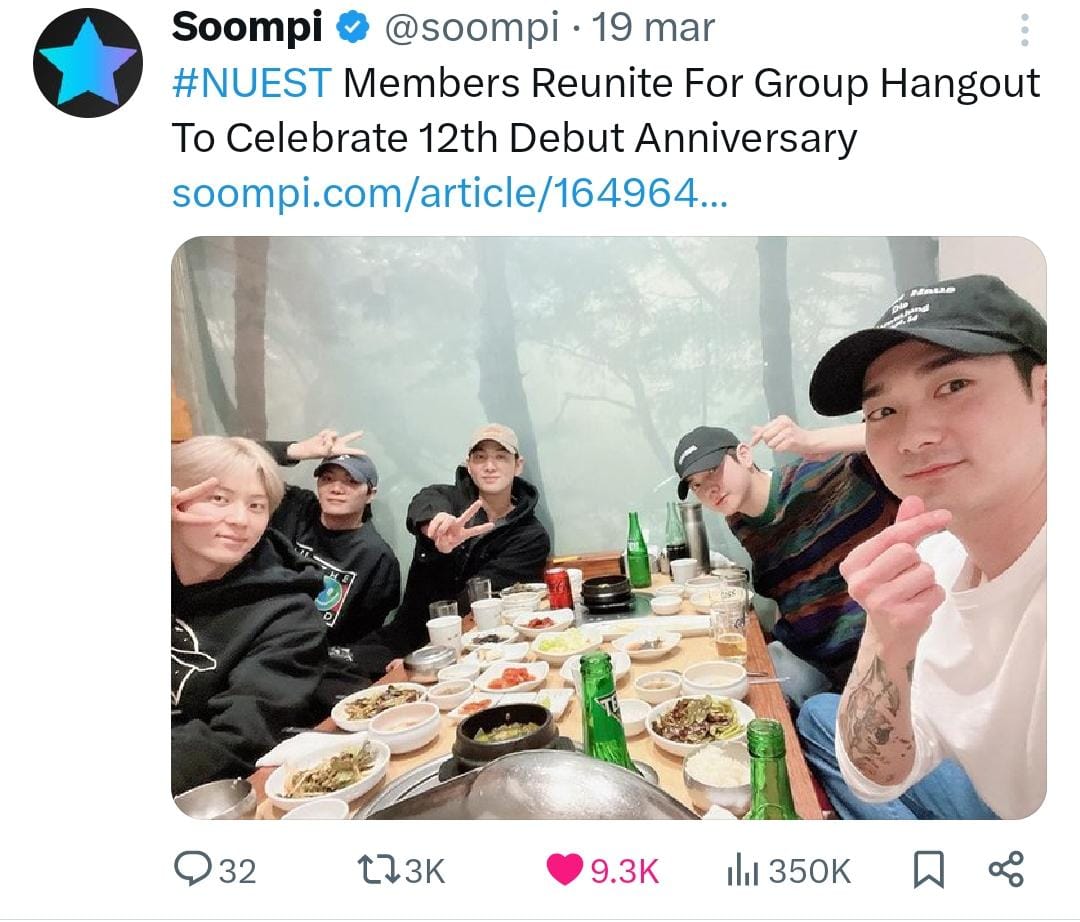 Soompi @soompi · 19 mar
#NUEST Members Reunite For Group Hangout
To Celebrate 12th Debut Anniversary
soompi.com/article/164964...
32 3K 9.3K 350K